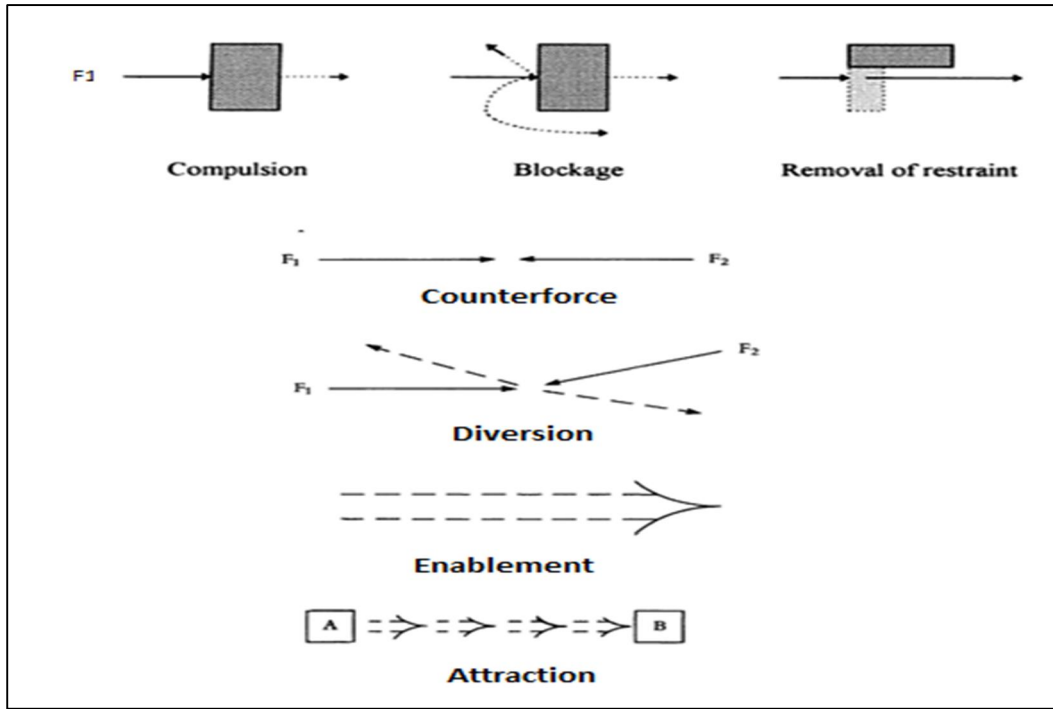 F1
Compulsion Blockage Removal of restraint
F₁ F₂
Counterforce
F₂
F₁
Diversion
Enablement
A B
Attraction